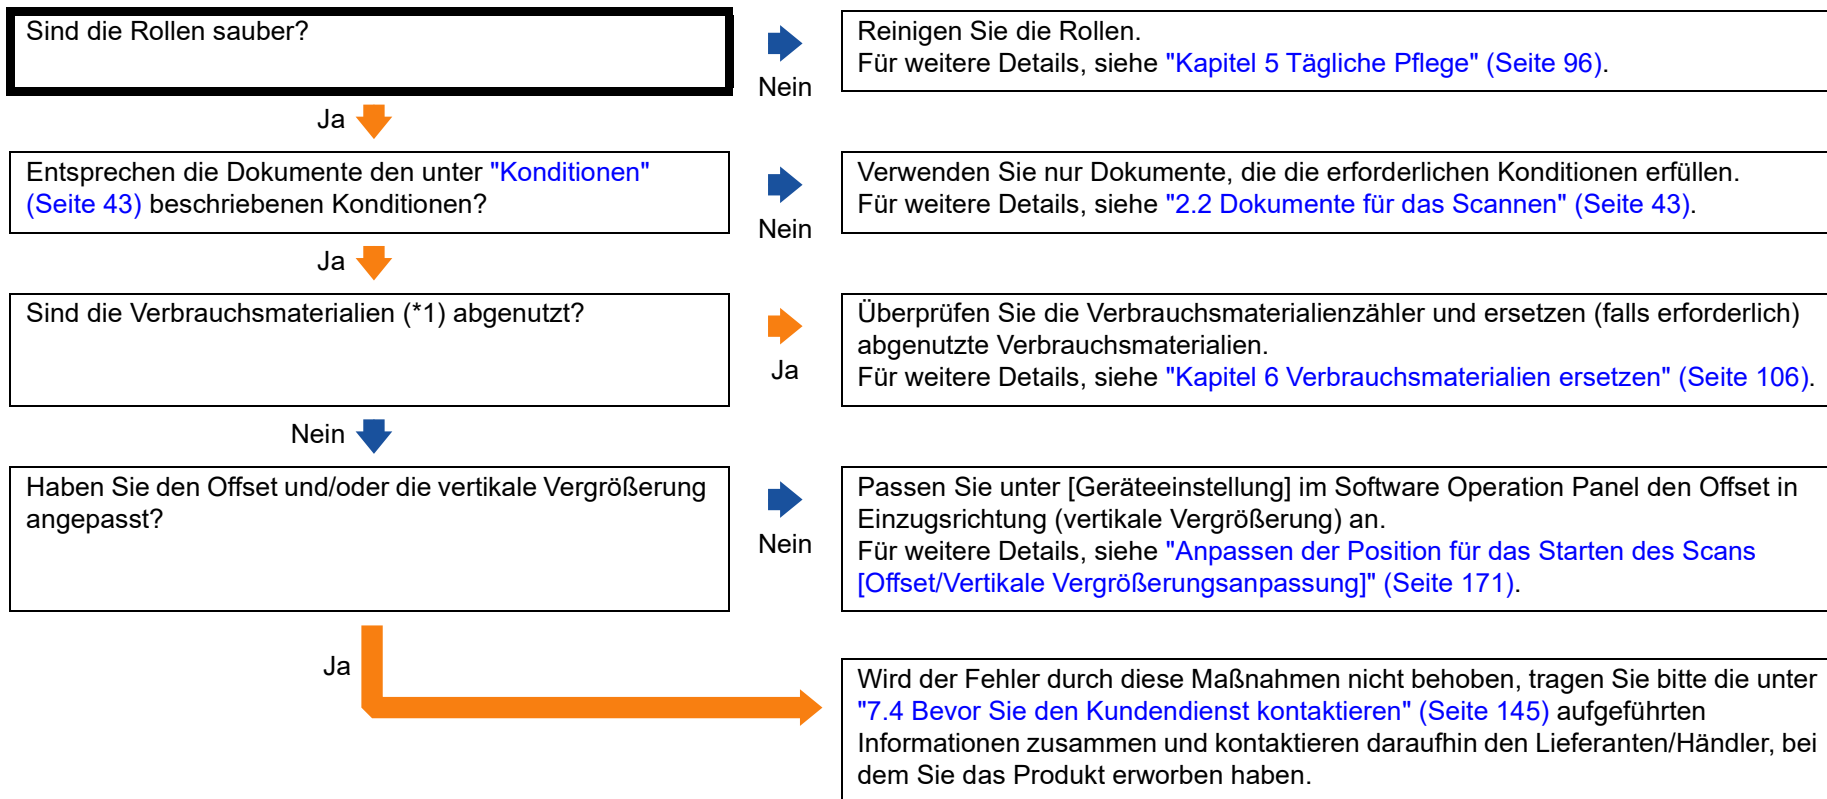 Sind die Rollen sauber?
Nein
Reinigen Sie die Rollen.
Für weitere Details, siehe "Kapitel 5 Tägliche Pflege" (Seite 96).
Ja
Entsprechen die Dokumente den unter "Konditionen"
(Seite 43) beschriebenen Konditionen?
Nein
Verwenden Sie nur Dokumente, die die erforderlichen Konditionen erfüllen.
Für weitere Details, siehe "2.2 Dokumente für das Scannen" (Seite 43).
Ja
Sind die Verbrauchsmaterialien (*1) abgenutzt?
Ja
Überprüfen Sie die Verbrauchsmaterialienzähler und ersetzen (falls erforderlich)
abgenutzte Verbrauchsmaterialien.
Für weitere Details, siehe "Kapitel 6 Verbrauchsmaterialien ersetzen" (Seite 106).
Nein
Haben Sie den Offset und/oder die vertikale Vergrößerung
angepasst?
Nein
Passen Sie unter [Geräteeinstellung] im Software Operation Panel den Offset in
Einzugsrichtung (vertikale Vergrößerung) an.
Für weitere Details, siehe "Anpassen der Position für das Starten des Scans
[Offset/Vertikale Vergrößerungsanpassung]" (Seite 171).
Ja
Wird der Fehler durch diese Maßnahmen nicht behoben, tragen Sie bitte die unter
"7.4 Bevor Sie den Kundendienst kontaktieren" (Seite 145) aufgeführten
Informationen zusammen und kontaktieren daraufhin den Lieferanten/Händler, bei
dem Sie das Produkt erworben haben.